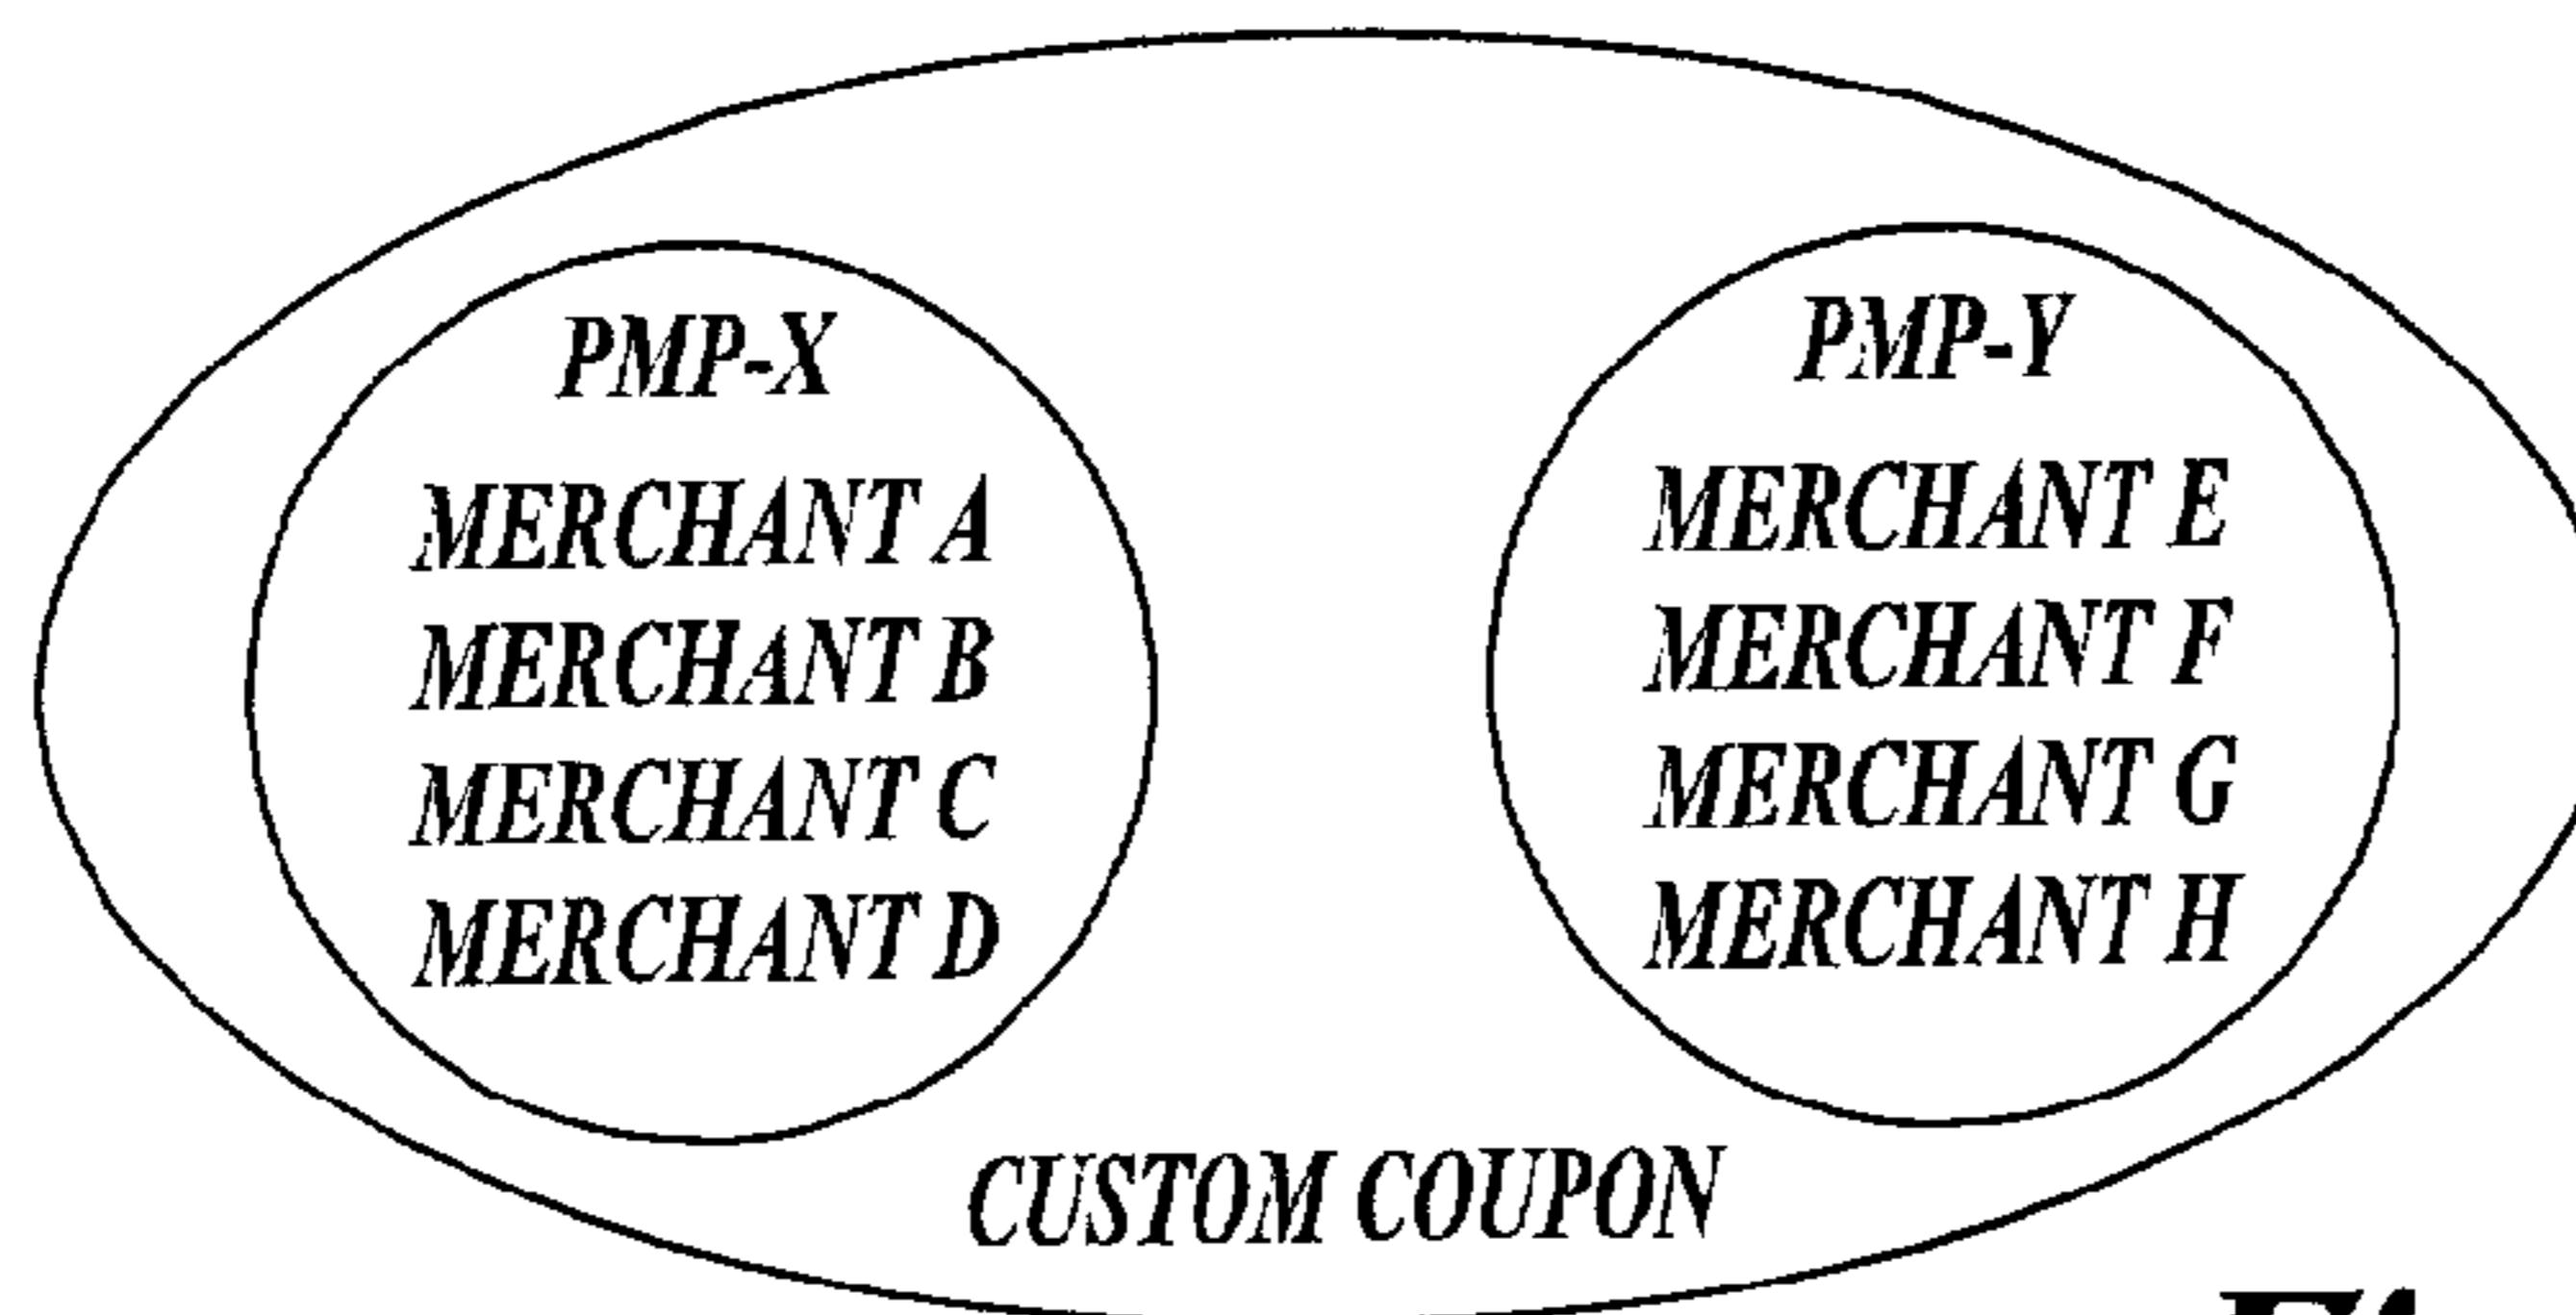 PMP-X
MERCHANT A
MERCHANT B
MERCHANT C
MERCHANT D
PMP-Y
MERCHANT E
MERCHANT F
MERCHANT G
MERCHANT H
CUSTOM COUPON